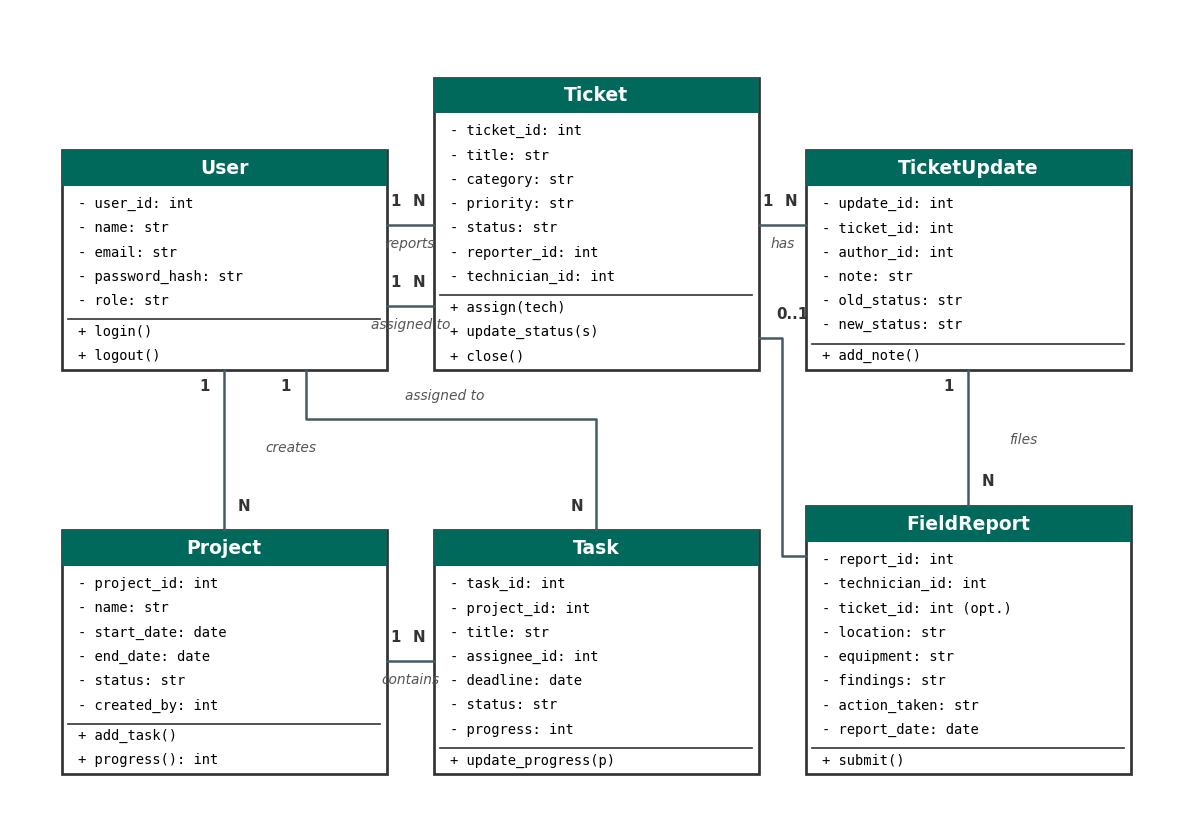 Ticket
- ticket_id: int
- title: str
- category: str
- priority: str
- status: str
- reporter_id: int
- technician_id: int
+ assign(tech)
+ update_status(s)
+ close()
User
- user_id: int
- name: str
- email: str
- password_hash: str
- role: str
+ login()
+ logout()
1 N
reports
1 N
assigned to
TicketUpdate
- update_id: int
- ticket_id: int
- author_id: int
- note: str
- old_status: str
- new_status: str
+ add_note()
1 N
has
0..1
1
1
assigned to
creates
N
N
1
files
N
Project
- project_id: int
- name: str
- start_date: date
- end_date: date
- status: str
- created_by: int
+ add_task()
+ progress(): int
1 N
contains
Task
- task_id: int
- project_id: int
- title: str
- assignee_id: int
- deadline: date
- status: str
- progress: int
+ update_progress(p)
FieldReport
- report_id: int
- technician_id: int
- ticket_id: int (opt.)
- location: str
- equipment: str
- findings: str
- action_taken: str
- report_date: date
+ submit()